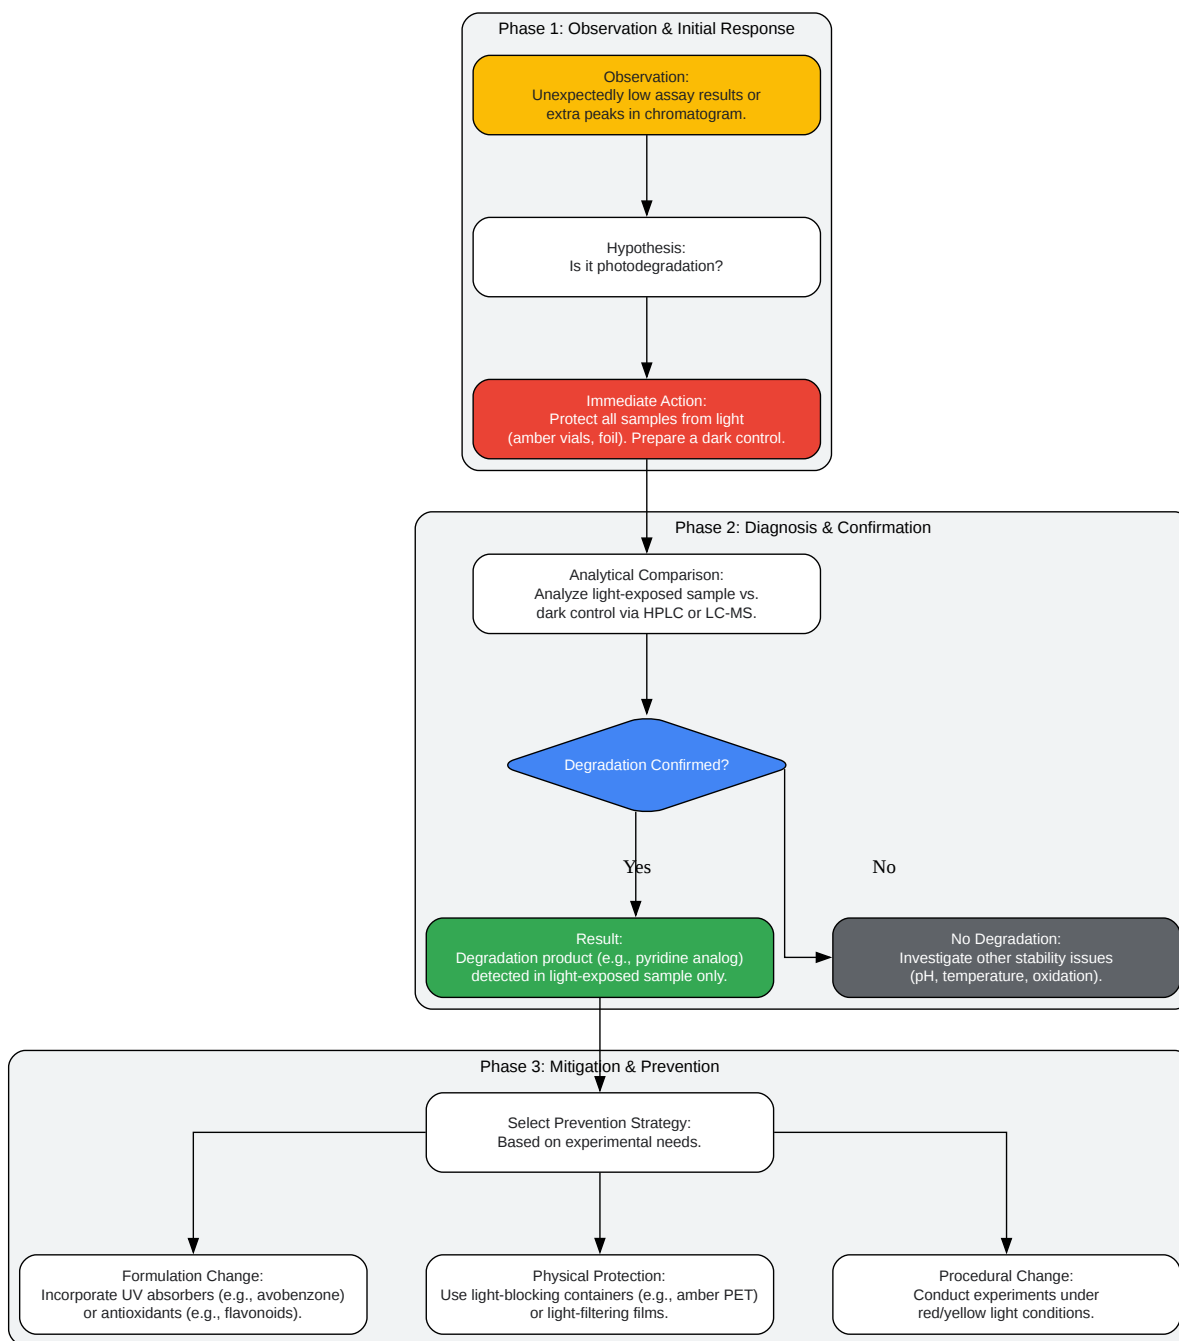 Phase 1: Observation & Initial Response
Observation:
Unexpectedly low assay results or
extra peaks in chromatogram.
Hypothesis:
Is it photodegradation?
Immediate Action:
Protect all samples from light
(amber vials, foil). Prepare a dark control.
Phase 2: Diagnosis & Confirmation
Analytical Comparison:
Analyze light-exposed sample vs.
dark control via HPLC or LC-MS.
Degradation Confirmed?
Yes
No
Result:
Degradation product (e.g., pyridine analog)
detected in light-exposed sample only.
No Degradation:
Investigate other stability issues
(pH, temperature, oxidation).
Phase 3: Mitigation & Prevention
Select Prevention Strategy:
Based on experimental needs.
Formulation Change:
Incorporate UV absorbers (e.g., avobenzone)
or antioxidants (e.g., flavonoids).
Physical Protection:
Use light-blocking containers (e.g., amber PET)
or light-filtering films.
Procedural Change:
Conduct experiments under
red/yellow light conditions.